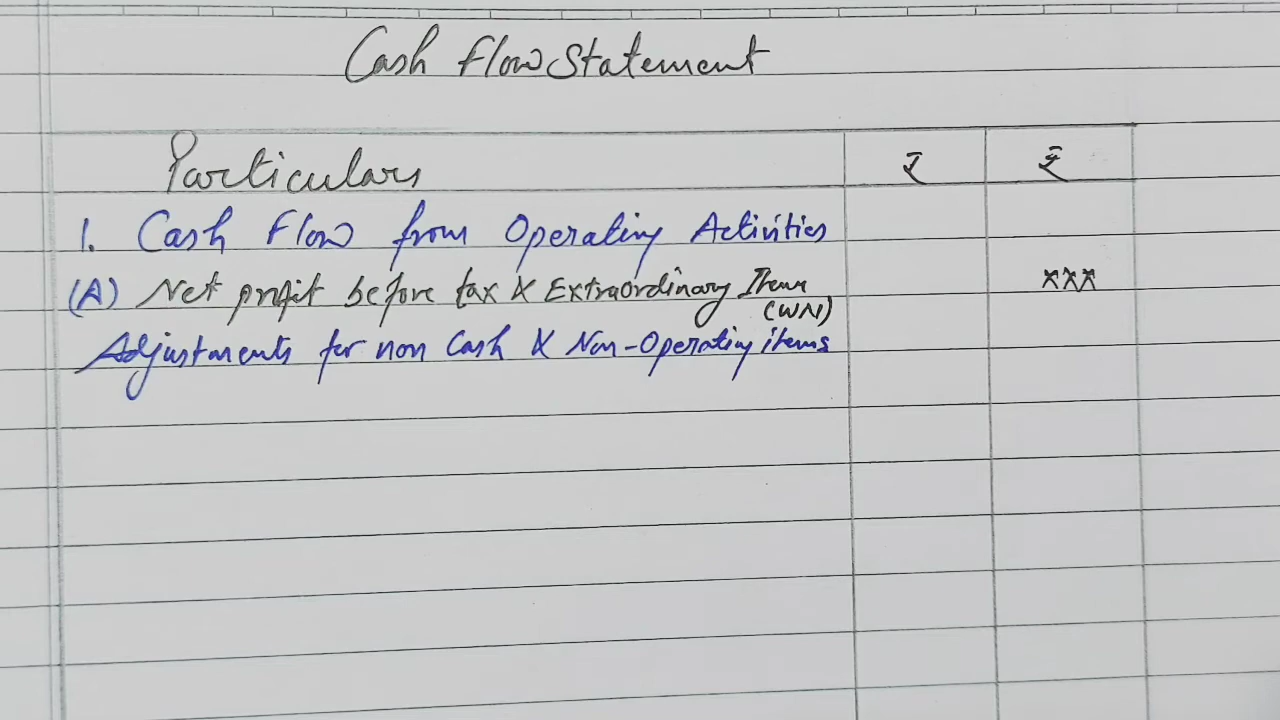 Cash Flow Statement
Particulars ₹ ₹
1. Cash Flow from Operating Activities
(A) Net profit before tax & Extraordinary Items xxx
(WN)
Adjustments for non Cash & Non-Operating items